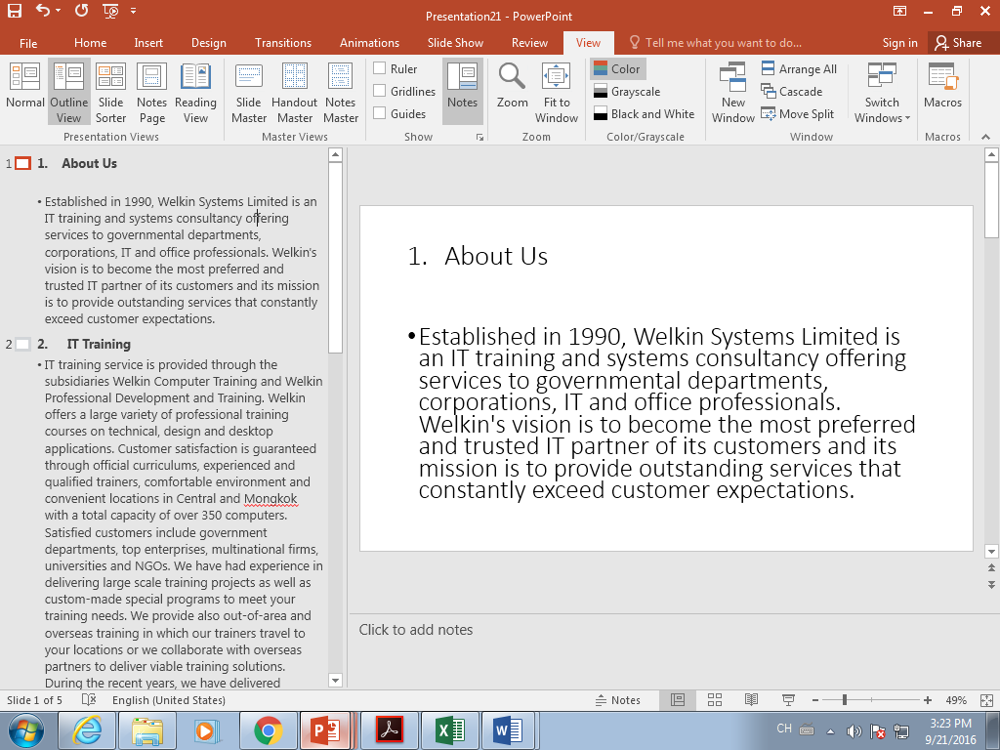 Presentation21 - PowerPoint
File Home Insert Design Transitions Animations Slide Show Review View Tell me what you want to do... Sign in Share
Normal Outline View Slide Sorter Notes Page Reading View
Presentation Views
Slide Master Handout Master Notes Master
Master Views
Ruler
Gridlines
Guides
Notes
Show
Zoom Fit to Window
Zoom
Color
Grayscale
Black and White
Color/Grayscale
New Window
Arrange All
Cascade
Move Split
Switch Windows
Window
Macros
Macros
1 1. About Us
• Established in 1990, Welkin Systems Limited is an
IT training and systems consultancy offering
services to governmental departments,
corporations, IT and office professionals. Welkin's
vision is to become the most preferred and
trusted IT partner of its customers and its mission
is to provide outstanding services that constantly
exceed customer expectations.
2 2. IT Training
• IT training service is provided through the
subsidiaries Welkin Computer Training and Welkin
Professional Development and Training. Welkin
offers a large variety of professional training
courses on technical, design and desktop
applications. Customer satisfaction is guaranteed
through official curriculums, experienced and
qualified trainers, comfortable environment and
convenient locations in Central and Mongkok
with a total capacity of over 350 computers.
Satisfied customers include government
departments, top enterprises, multinational firms,
universities and NGOs. We have had experience in
delivering large scale training projects as well as
custom-made special programs to meet your
training needs. We provide also out-of-area and
overseas training in which our trainers travel to
your locations or we collaborate with overseas
partners to deliver viable training solutions.
During the recent years, we have delivered
1. About Us
•Established in 1990, Welkin Systems Limited is
an IT training and systems consultancy offering
services to governmental departments,
corporations, IT and office professionals.
Welkin's vision is to become the most preferred
and trusted IT partner of its customers and its
mission is to provide outstanding services that
constantly exceed customer expectations.
Click to add notes
Slide 1 of 5 English (United States) Notes 49%
CH
3:23 PM
9/21/2016